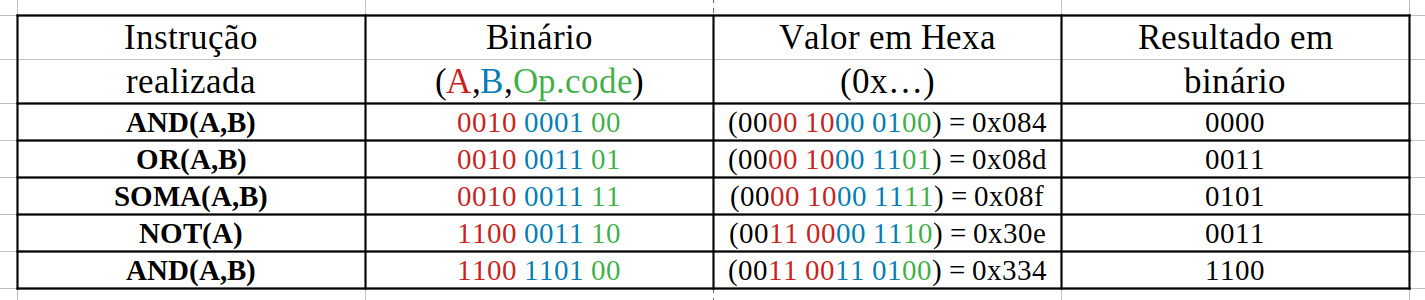 Instrução realizada
Binário (A,B,Op.code)
Valor em Hexa (0x…)
Resultado em binário
AND(A,B) 0010 0001 00 (0000 1000 0100) = 0x084 0000
OR(A,B) 0010 0011 01 (0000 1000 1101) = 0x08d 0011
SOMA(A,B) 0010 0011 11 (0000 1000 1111) = 0x08f 0101
NOT(A) 1100 0011 10 (0011 0000 1110) = 0x30e 0011
AND(A,B) 1100 1101 00 (0011 0011 0100) = 0x334 1100